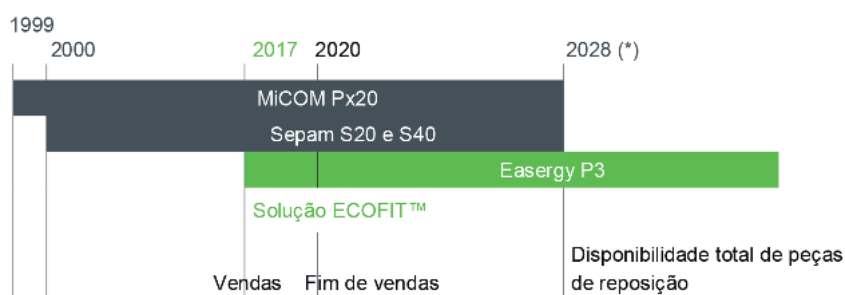 1999
2000
2017
2020
2028 (*)
MiCOM Px20
Sepam S20 e S40
Easergy P3
Solução ECOFIT™
Vendas
Fim de vendas
Disponibilidade total de peças
de reposição